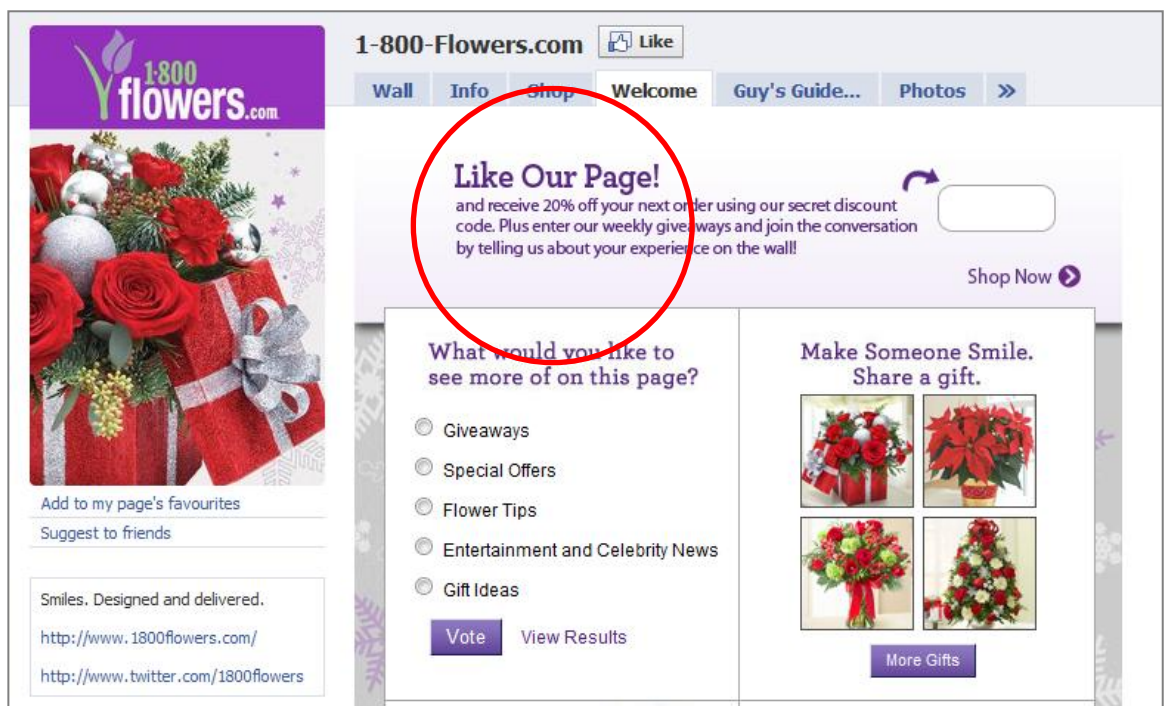 1·800
flowers.com
1-800-Flowers.com
Like
Wall Info Shop Welcome Guy's Guide... Photos »
Like Our Page!
and receive 20% off your next order using our secret discount
code. Plus enter our weekly giveaways and join the conversation
by telling us about your experience on the wall!
Shop Now
What would you like to
see more of on this page?
Giveaways
Special Offers
Flower Tips
Entertainment and Celebrity News
Gift Ideas
Vote View Results
Make Someone Smile.
Share a gift.
More Gifts
Add to my page's favourites
Suggest to friends
Smiles. Designed and delivered.
http://www.1800flowers.com/
http://www.twitter.com/1800flowers